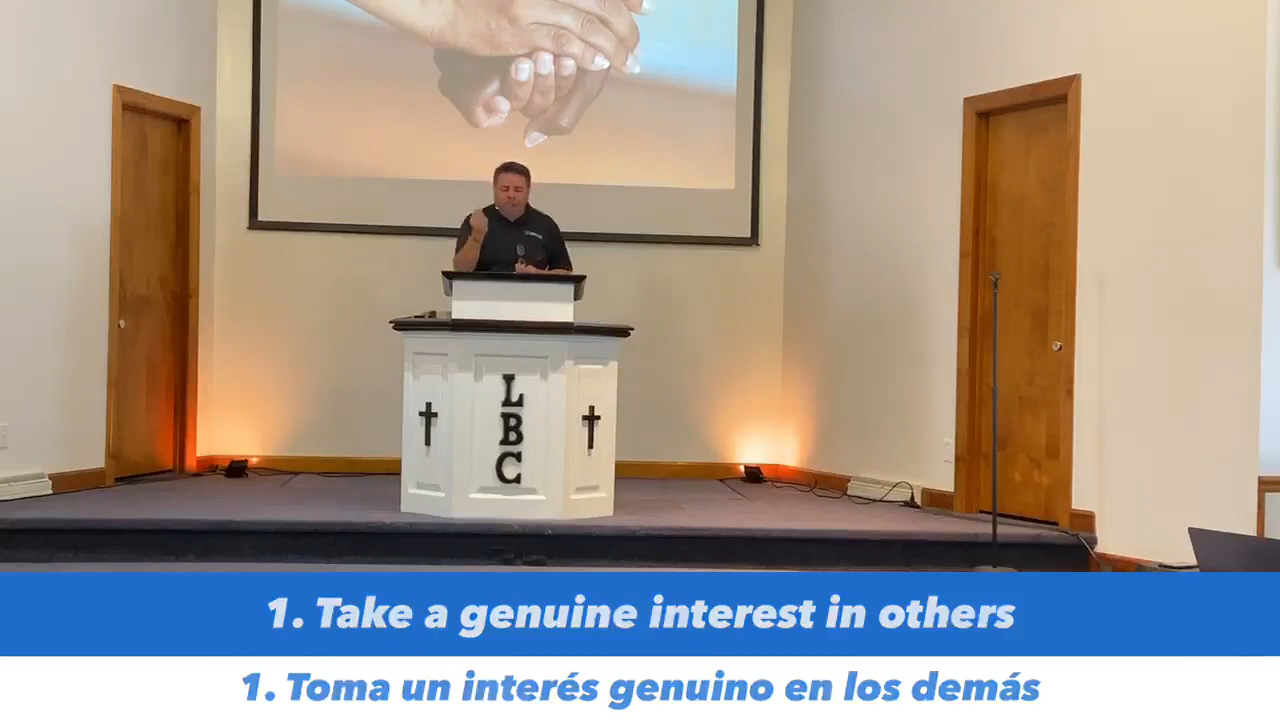 L
B
C
1. Take a genuine interest in others
1. Toma un interés genuino en los demás